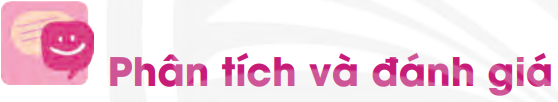 Phân tích và đánh giá